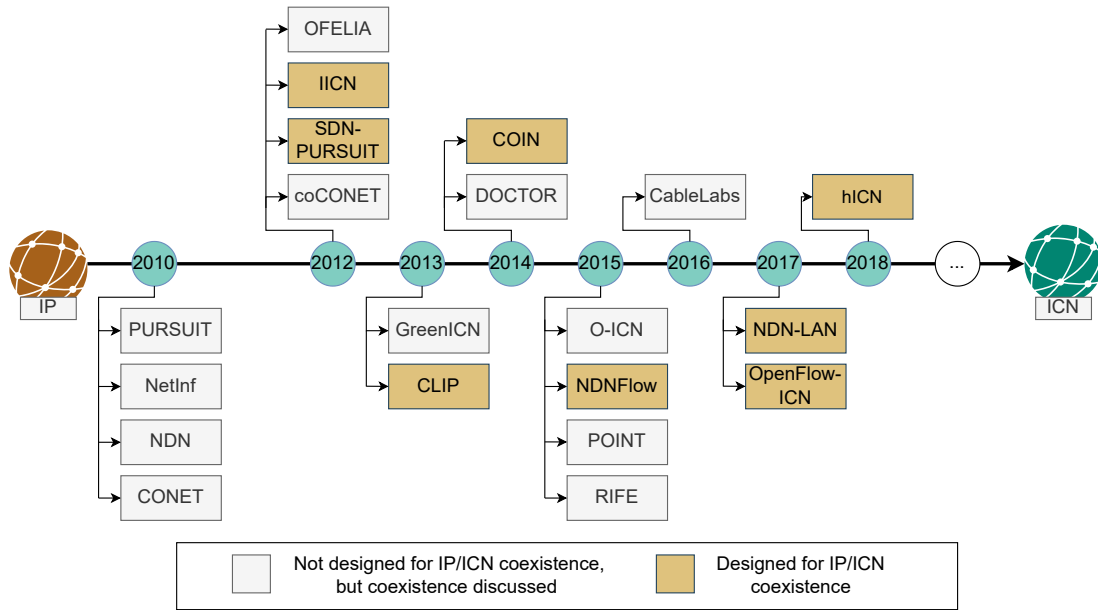 OFELIA
IICN
SDN-
PURSUIT
coCONET
COIN
DOCTOR
CableLabs
hICN
IP
2010
2012
2013
2014
2015
2016
2017
2018
...
ICN
PURSUIT
NetInf
NDN
CONET
GreenICN
CLIP
O-ICN
NDNFlow
POINT
RIFE
NDN-LAN
OpenFlow-
ICN
Not designed for IP/ICN coexistence,
but coexistence discussed
Designed for IP/ICN
coexistence